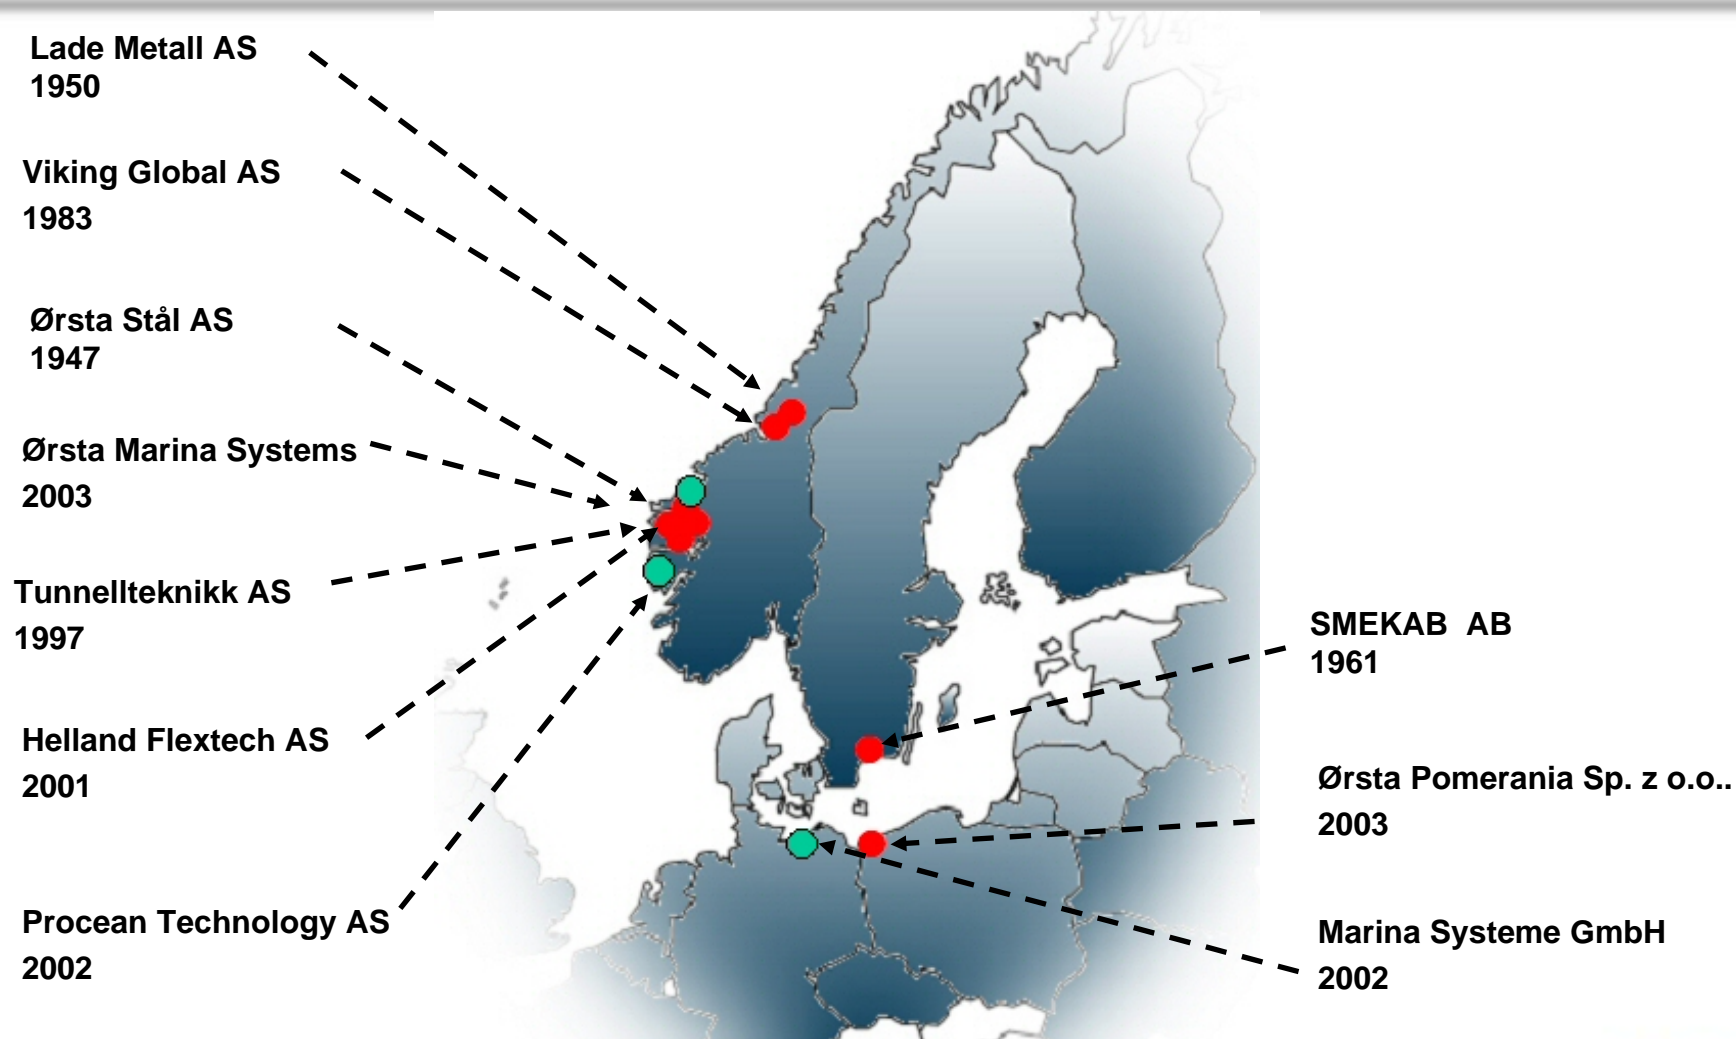 Lade Metall AS
1950
Viking Global AS
1983
Ørsta Stål AS
1947
Ørsta Marina Systems
2003
Tunnellteknikk AS
1997
Helland Flextech AS
2001
Procean Technology AS
2002
SMEKAB  AB
1961
Ørsta Pomerania Sp. z o.o..
2003
Marina Systeme GmbH
2002